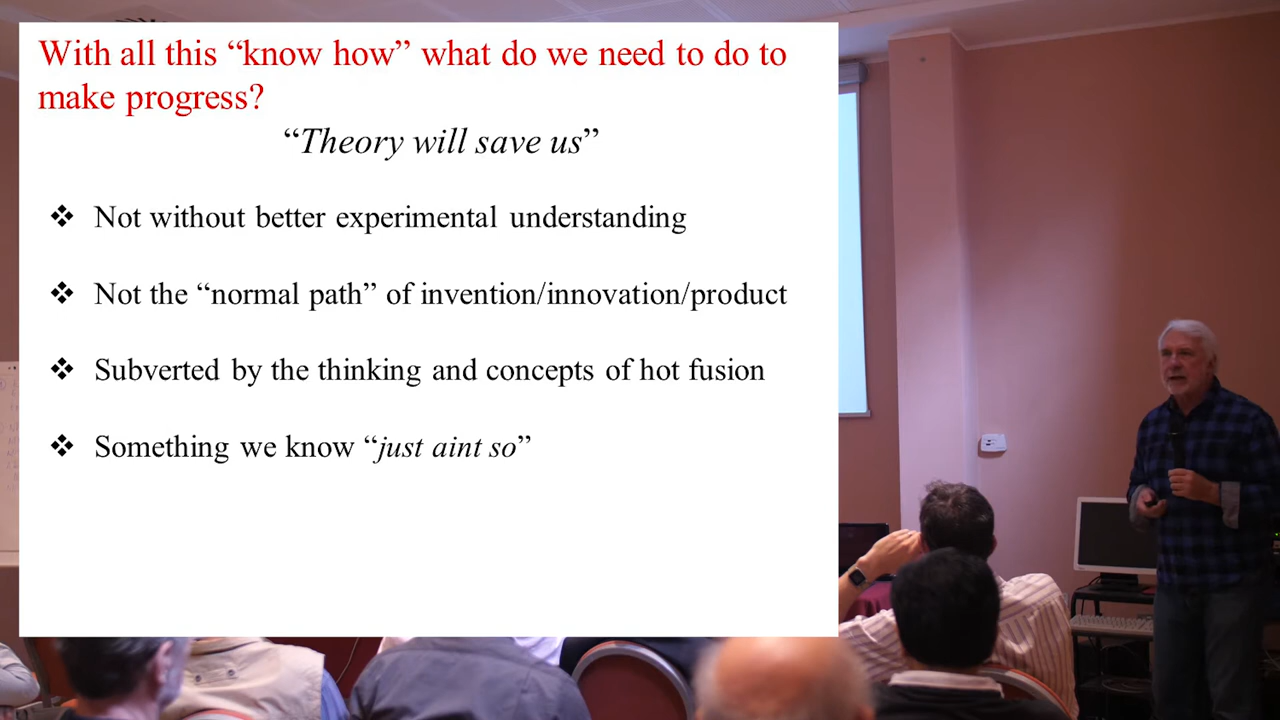 With all this “know how” what do we need to do to
make progress?
“Theory will save us”
❖ Not without better experimental understanding
❖ Not the “normal path” of invention/innovation/product
❖ Subverted by the thinking and concepts of hot fusion
❖ Something we know “just aint so”